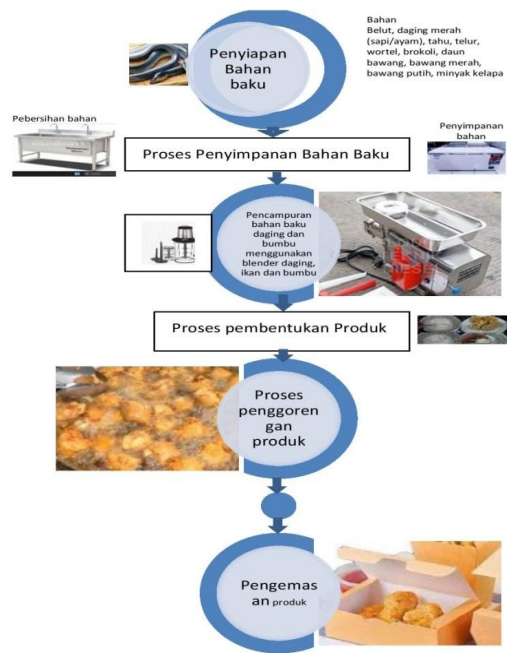 Bahan
Belut, daging merah
(sapi/ayam), tahu, telur,
wortel, brokoli, daun
bawang, bawang merah,
bawang putih, minyak kelapa
Penyiapan
Bahan
baku
Pebersihan bahan
Penyimpanan
bahan
Proses Penyimpanan Bahan Baku
Pencampuran
bahan baku
daging dan
bumbu
menggunakan
blender daging,
ikan dan bumbu
Proses pembentukan Produk
Proses
penggoren
gan
produk
Pengemas
an produk